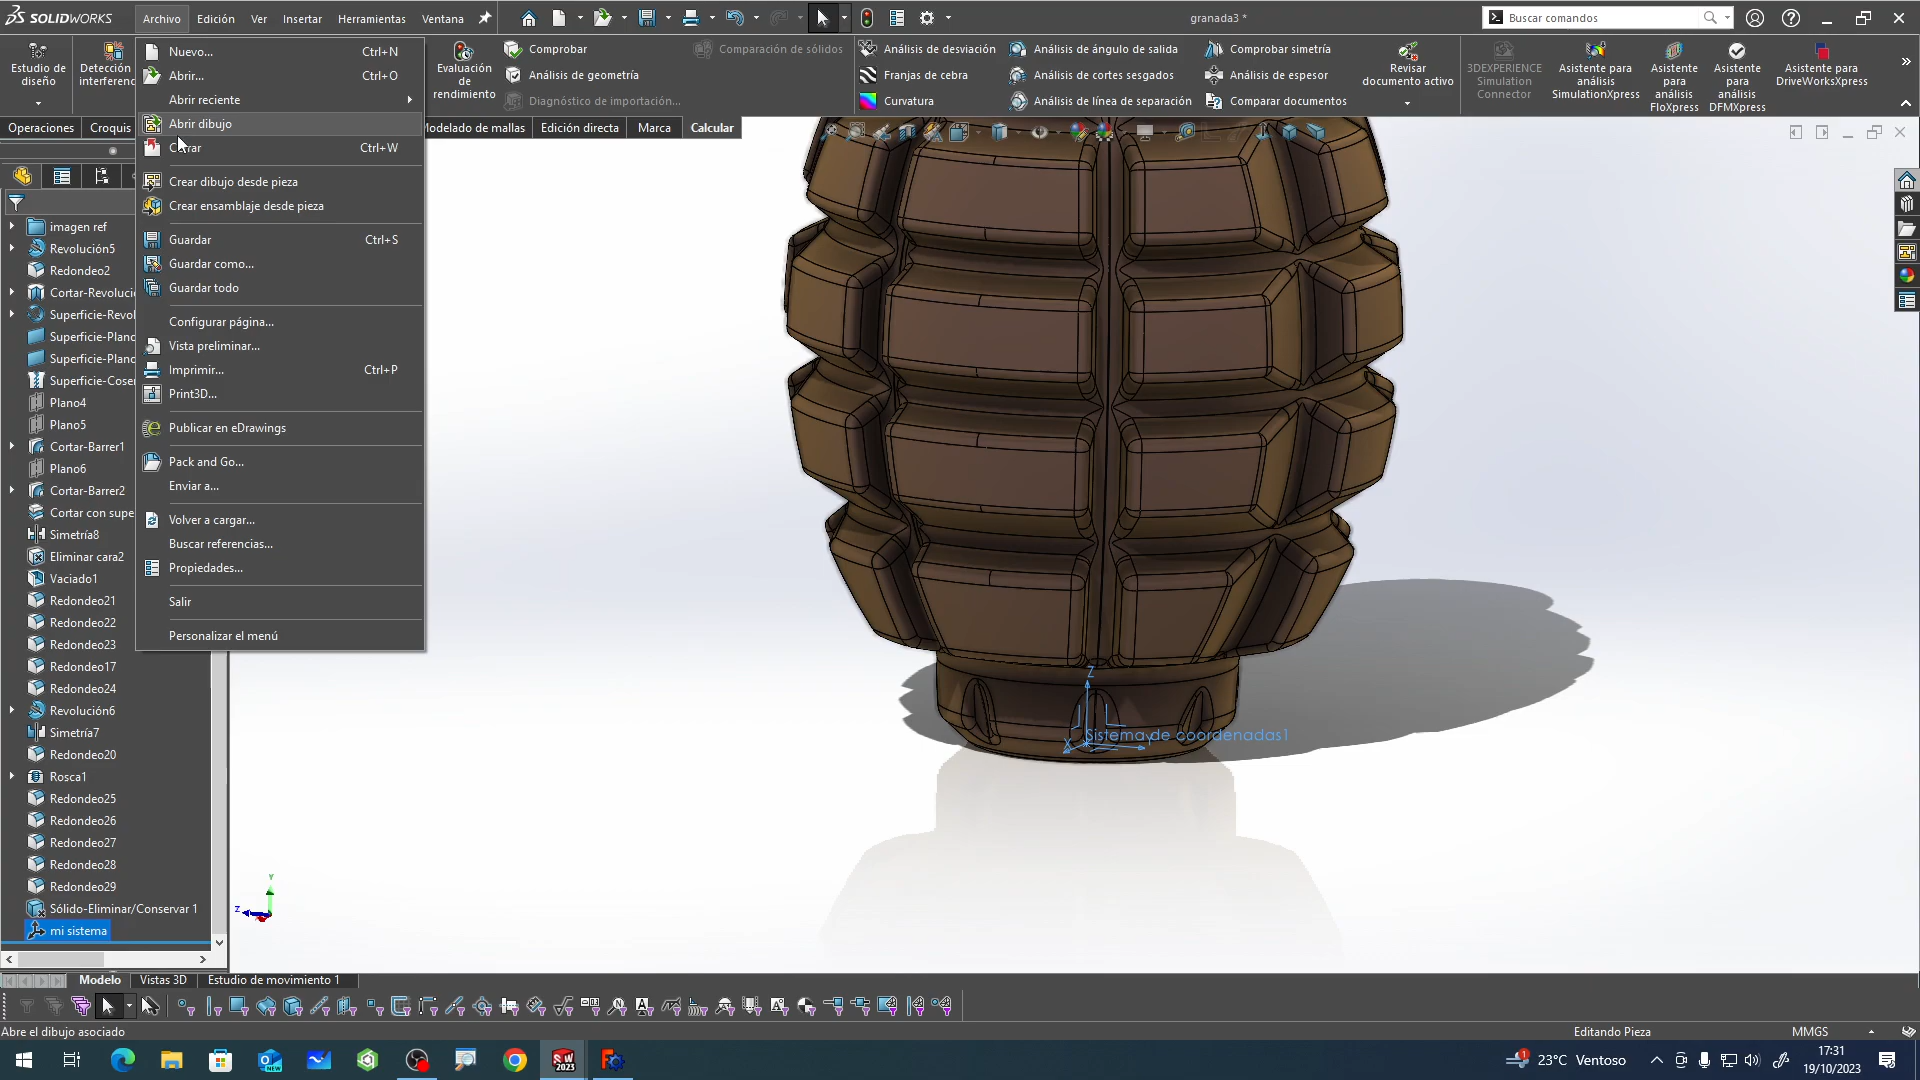 SOLIDWORKS
Archivo
Edición
Ver
Insertar
Herramientas
Ventana
granada3 *
Buscar comandos
Estudio de
diseño
Detección
Evaluación
de
rendimiento
Comprobar
Análisis de geometría
Diagnóstico de importación...
Comparación de sólidos
Análisis de desviación
Franjas de cebra
Curvatura
Análisis de ángulo de salida
Análisis de cortes sesgados
Análisis de línea de separación
Comprobar simetría
Análisis de espesor
Comparar documentos
Revisar
documento activo
3DEXPERIENCE
Simulation
Connector
Asistente para
análisis
SimulationXpress
Asistente
para
análisis
FloXpress
Asistente
para
análisis
DFMXpress
Asistente para
DriveWorksXpress
Operaciones
Croquis
Modelado de mallas
Edición directa
Marca
Calcular
Nuevo... Ctrl+N
Abrir... Ctrl+O
Abrir reciente
Abrir dibujo
Ctrl+W
Crear dibujo desde pieza
Crear ensamblaje desde pieza
Guardar Ctrl+S
Guardar como...
Guardar todo
Configurar página...
Vista preliminar...
Imprimir... Ctrl+P
Print3D...
Publicar en eDrawings
Pack and Go...
Enviar a...
Volver a cargar...
Buscar referencias...
Propiedades...
Salir
Personalizar el menú
imagen ref
Revolución5
Redondeo2
Cortar-Revoluci
Superficie-Revol
Superficie-Plano
Superficie-Plano
Superficie-Coser
Plano4
Plano5
Cortar-Barrer1
Plano6
Cortar-Barrer2
Cortar con supe
Simetría8
Eliminar cara2
Vaciado1
Redondeo21
Redondeo22
Redondeo23
Redondeo17
Redondeo24
Revolución6
Simetría7
Redondeo20
Rosca1
Redondeo25
Redondeo26
Redondeo27
Redondeo28
Redondeo29
Sólido-Eliminar/Conservar 1
mi sistema
Z
X
Y
Sistema de coordenadas1
Y
Z
Modelo
Vistas 3D
Estudio de movimiento 1
Abre el dibujo asociado
Editando Pieza
MMGS
23°C Ventoso
17:31
19/10/2023